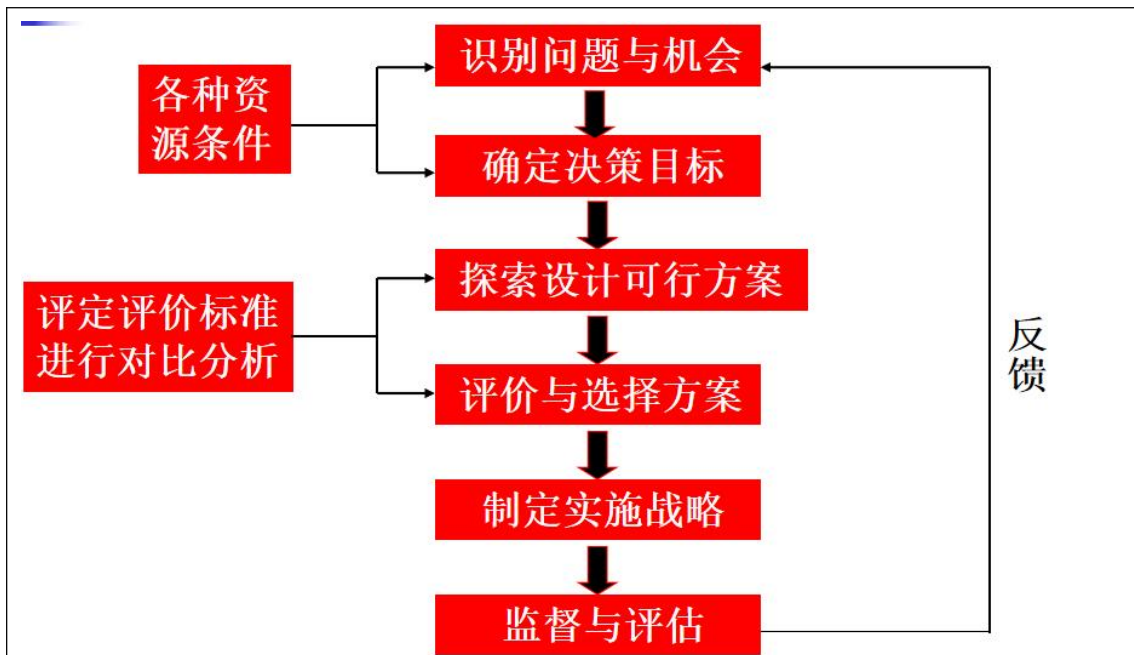 识别问题与机会
各种资
源条件
确定决策目标
探索设计可行方案
评定评价标准
进行对比分析
评价与选择方案
制定实施战略
监督与评估
反
馈